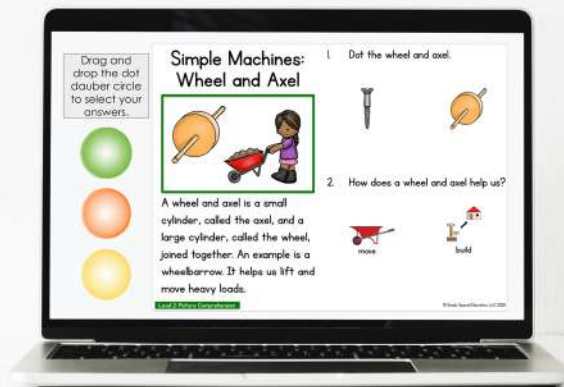 Drag and
drop the dot
dauber circle
to select your
answers.
Simple Machines:
Wheel and Axel
A wheel and axel is a small
cylinder, called the axel, and a
large cylinder, called the wheel,
joined together. An example is a
wheelbarrow. It helps us lift and
move heavy loads.
Level 2: Picture Comprehension
1. Dot the wheel and axel.
2. How does a wheel and axel help us?
move
build